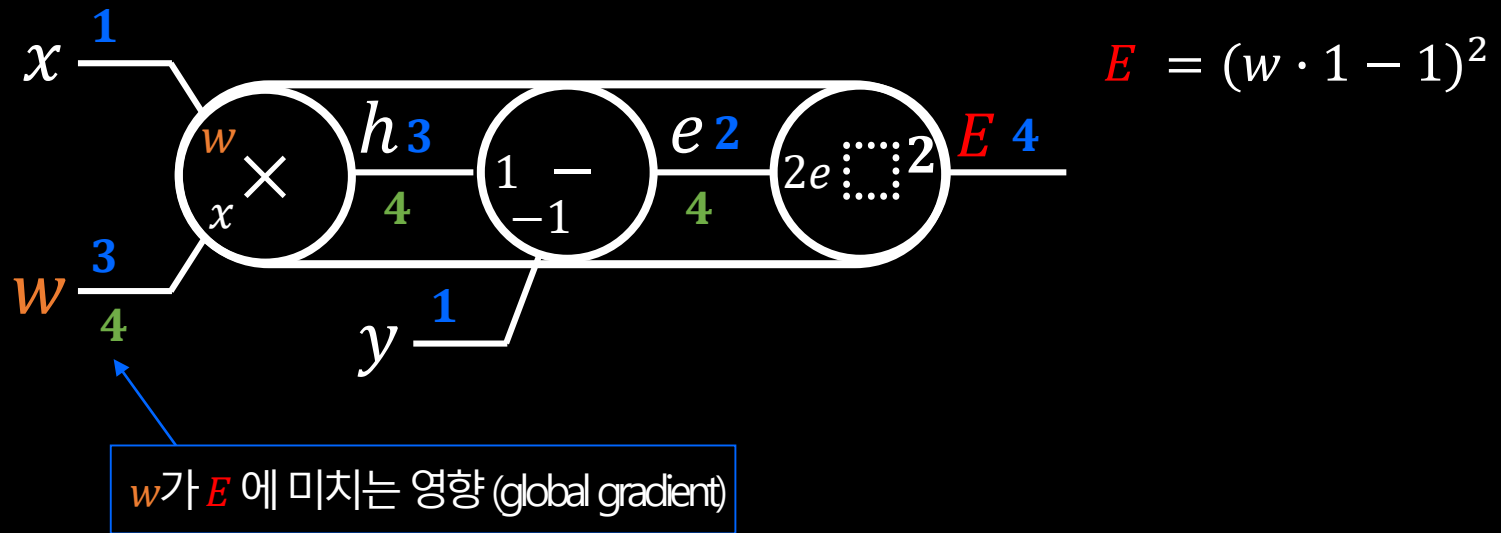 x 1
E = (w · 1 − 1)²
w
×
x
h 3
4
1 −
−1
e 2
4
2e □²
E 4
w 3
4
y 1
w가 E 에 미치는 영향 (global gradient)